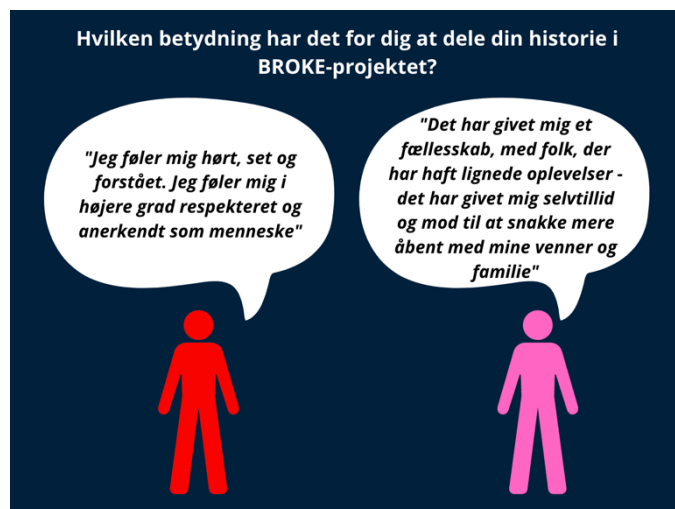 Hvilken betydning har det for dig at dele din historie i
BROKE-projektet?
"Jeg føler mig hørt, set og
forstået. Jeg føler mig i
højere grad respekteret og
anerkendt som menneske"
"Det har givet mig et
fællesskab, med folk, der
har haft lignede oplevelser -
det har givet mig selvtillid
og mod til at snakke mere
åbent med mine venner og
familie"